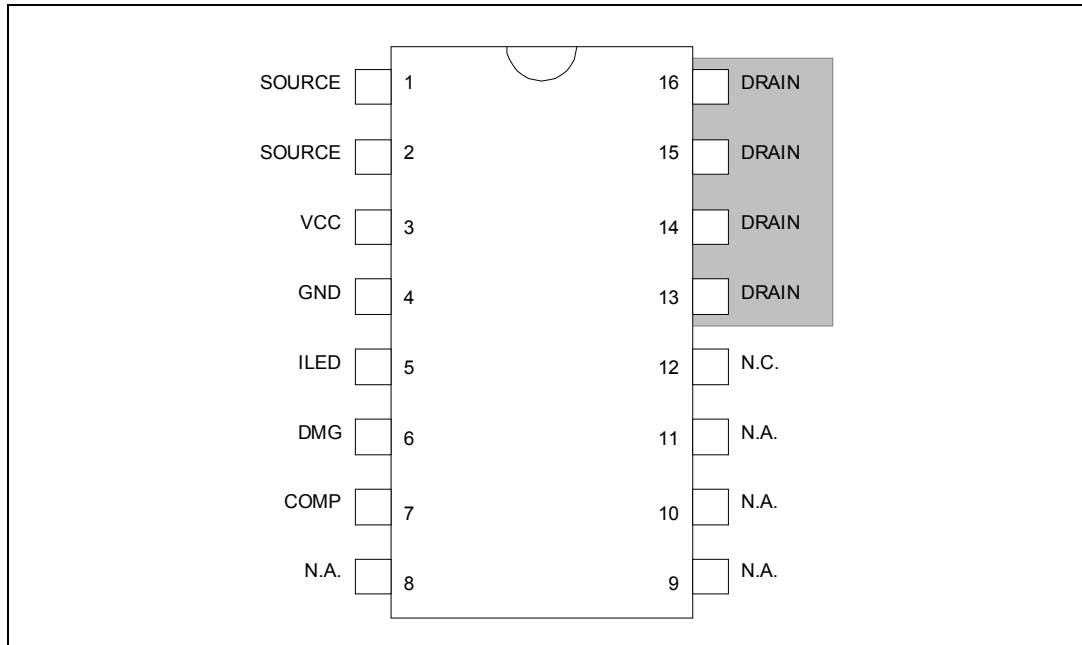 SOURCE 1 16 DRAIN
SOURCE 2 15 DRAIN
VCC 3 14 DRAIN
GND 4 13 DRAIN
ILED 5 12 N.C.
DMG 6 11 N.A.
COMP 7 10 N.A.
N.A. 8 9 N.A.